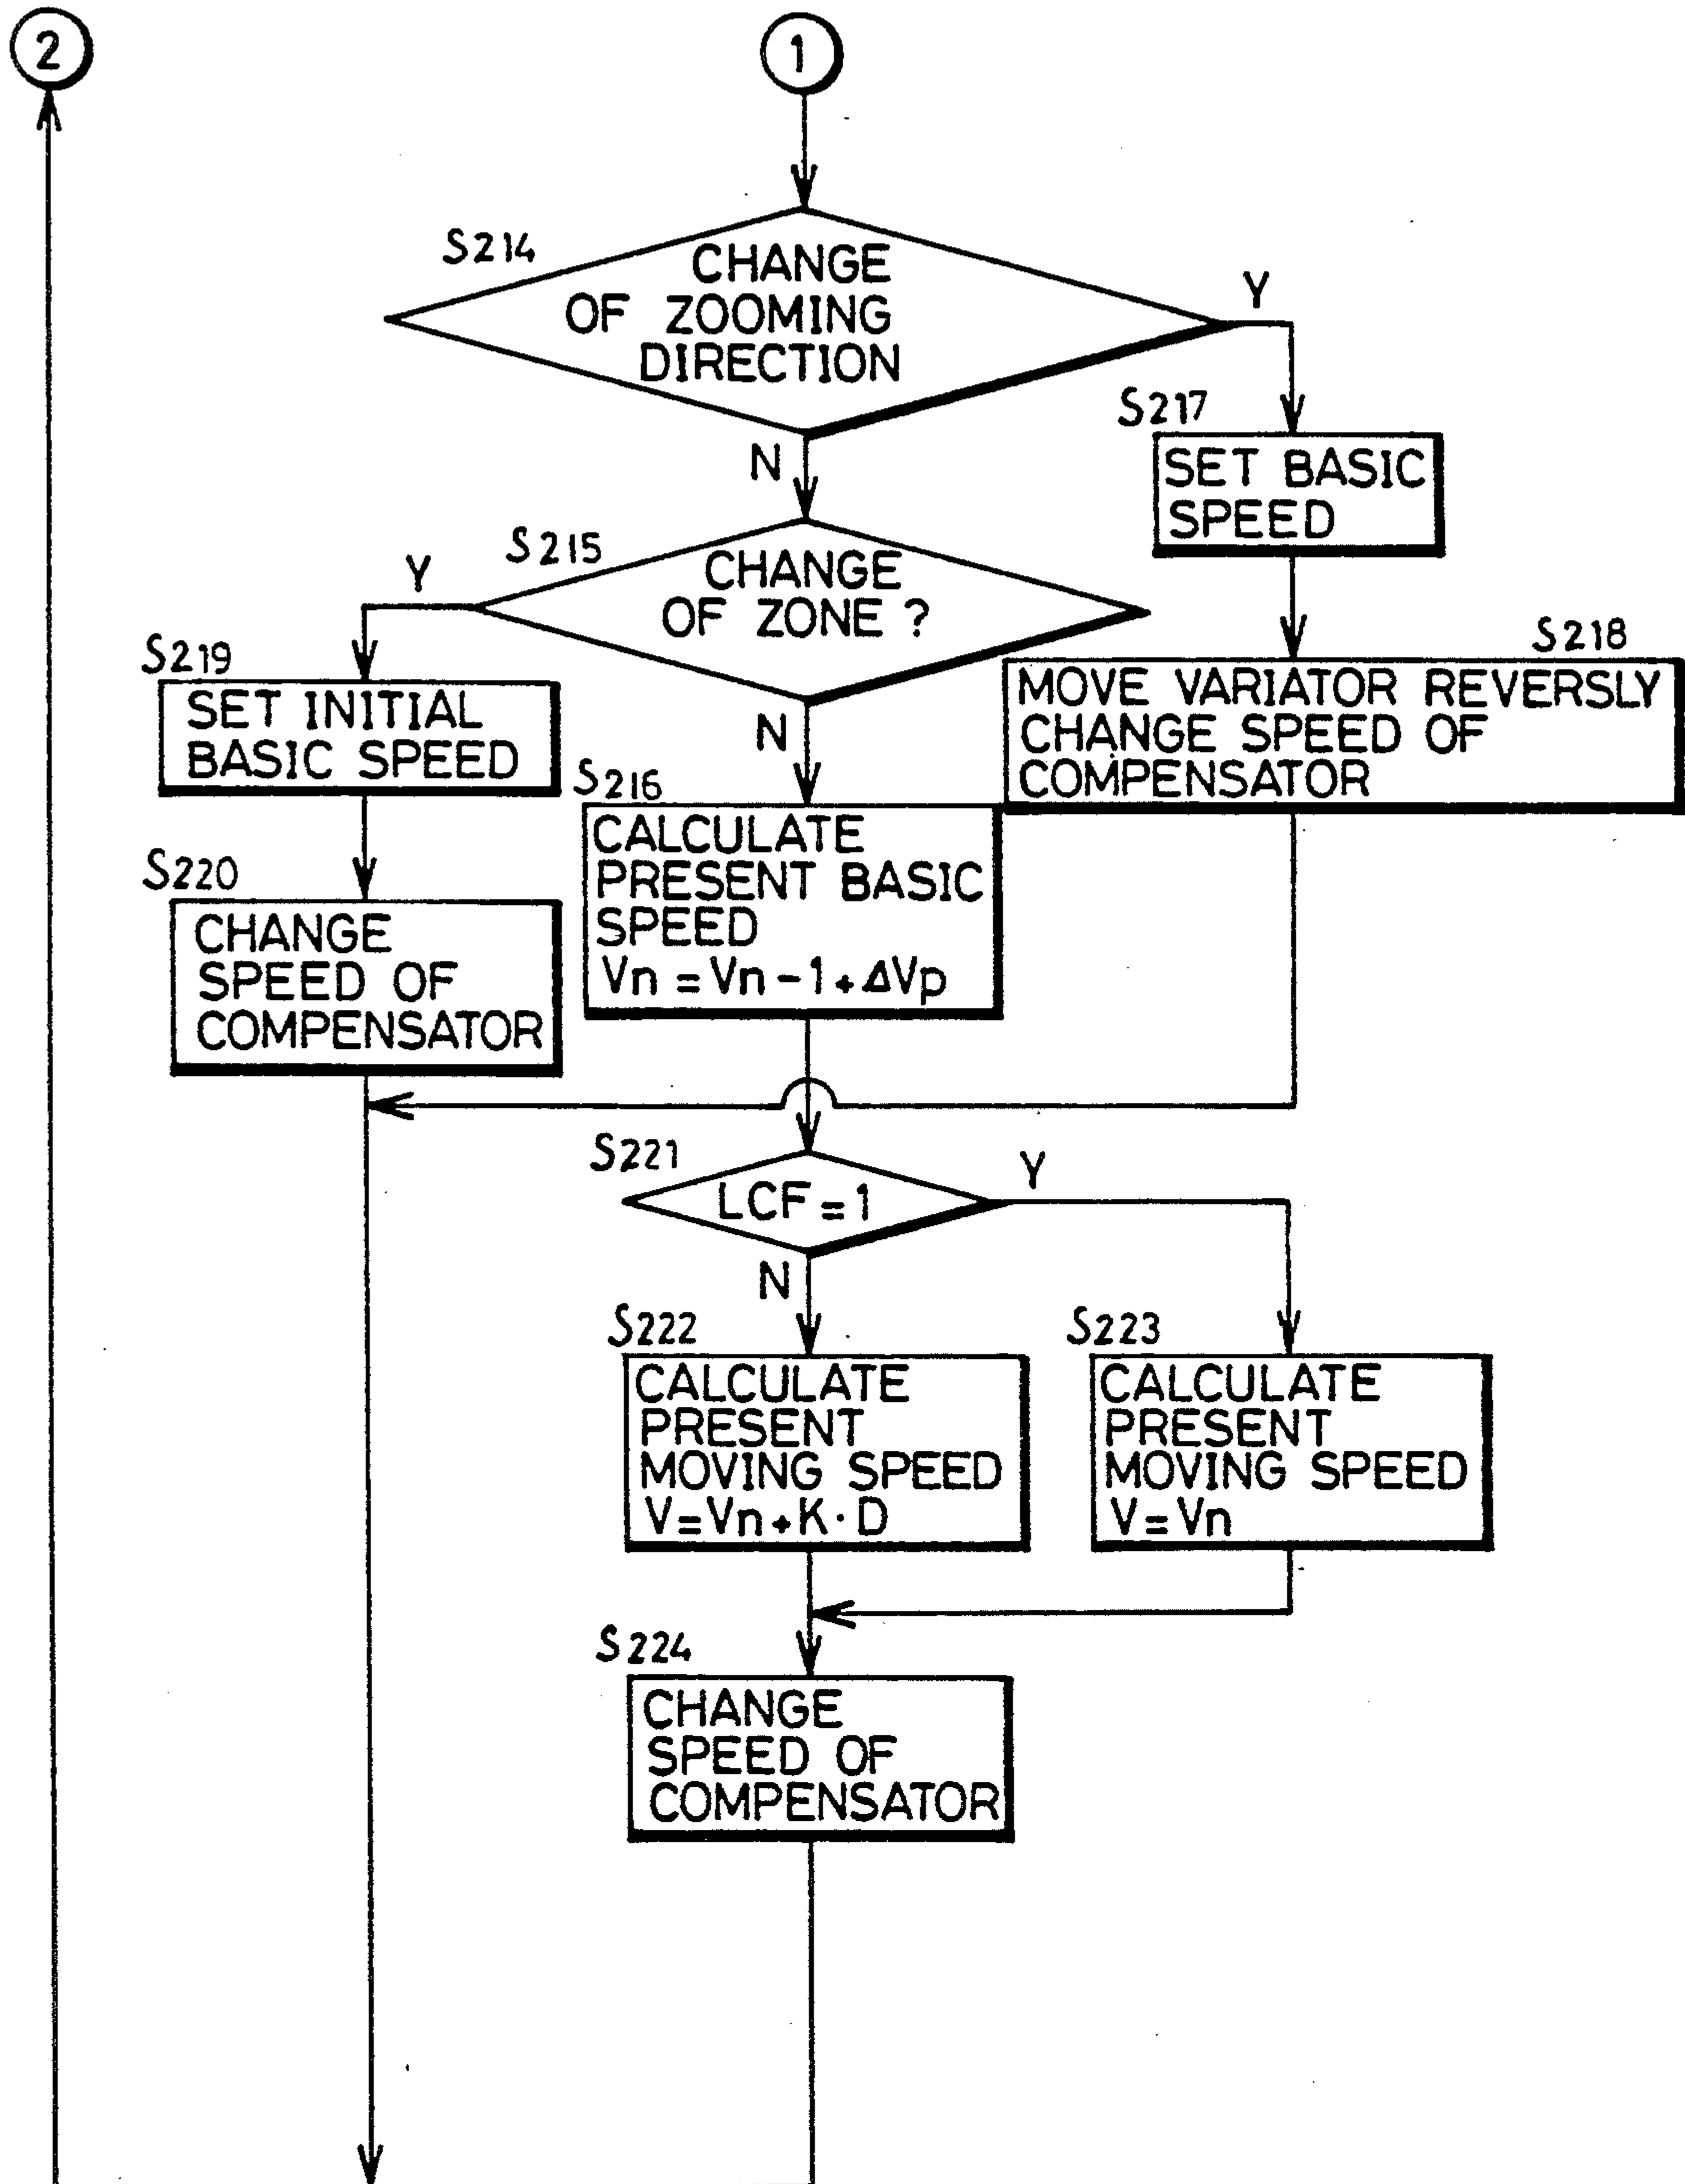 2
1
S214
CHANGE
OF ZOOMING
DIRECTION
Y
N
S217
SET BASIC
SPEED
S215
CHANGE
OF ZONE ?
Y
N
S218
MOVE VARIATOR REVERSLY
CHANGE SPEED OF
COMPENSATOR
S219
SET INITIAL
BASIC SPEED
S216
CALCULATE
PRESENT BASIC
SPEED
Vn = Vn - 1 + ΔVp
S220
CHANGE
SPEED OF
COMPENSATOR
S221
LCF = 1
Y
N
S222
CALCULATE
PRESENT
MOVING SPEED
V = Vn + K · D
S223
CALCULATE
PRESENT
MOVING SPEED
V = Vn
S224
CHANGE
SPEED OF
COMPENSATOR